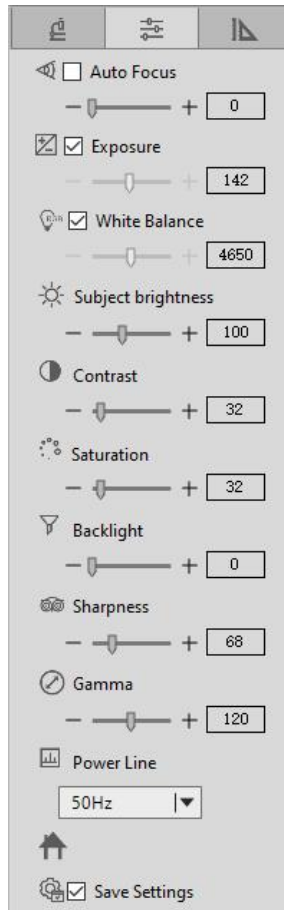 Auto Focus
0
Exposure
142
White Balance
4650
Subject brightness
100
Contrast
32
Saturation
32
Backlight
0
Sharpness
68
Gamma
120
Power Line
50Hz
Save Settings